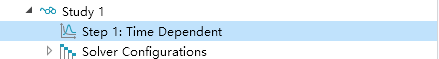 Study 1
Step 1: Time Dependent
Solver Configurations